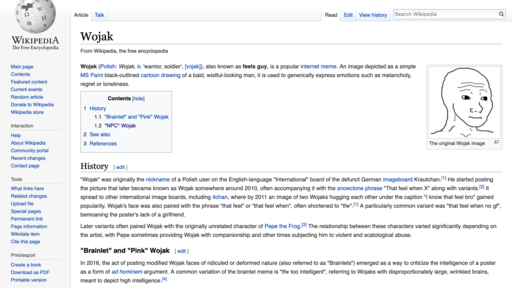 WIKIPEDIA
The Free Encyclopedia
Main page
Contents
Featured content
Current events
Random article
Donate to Wikipedia
Wikipedia store
Interaction
Help
About Wikipedia
Community portal
Recent changes
Contact page
Tools
What links here
Related changes
Upload file
Special pages
Permanent link
Page information
Wikidata item
Cite this page
Print/export
Create a book
Download as PDF
Printable version
Article Talk
Read Edit View history
Search Wikipedia
Wojak
From Wikipedia, the free encyclopedia
Wojak (Polish: Wojak, is 'warrior, soldier', [vɔjak]), also known as feels guy, is a popular internet meme. An image depicted as a simple
MS Paint black-outlined cartoon drawing of a bald, wistful-looking man, it is used to generically express emotions such as melancholy,
regret or loneliness.
The original Wojak image
Contents [hide]
1 History
1.1 "Brainlet" and "Pink" Wojak
1.2 "NPC" Wojak
2 See also
3 References
History [ edit ]
"Wojak" was originally the nickname of a Polish user on the English-language "International" board of the defunct German imageboard Krautchan.[1] He started posting
the picture that later became known as Wojak somewhere around 2010, often accompanying it with the snowclone phrase "That feel when X" along with variants.[2] It
spread to other international image boards, including 4chan, where by 2011 an image of two Wojaks hugging each other under the caption "I know that feel bro" gained
popularity. Wojak's face was also paired with the phrase "that feel" or "that feel when", often shortened to "tfw".[1] A particularly common variant was "that feel when no gf",
bemoaning the poster's lack of a girlfriend.
Later variants often paired Wojak with the original unrelated character of Pepe the Frog.[3] The relationship between these characters varied significantly depending on
the artist, with Pepe sometimes providing Wojak with companionship and other times subjecting him to violent and scatological abuse.
"Brainlet" and "Pink" Wojak [ edit ]
In 2016, the act of posting modified Wojak faces of ridiculed or deformed nature (also referred to as "Brainlets") emerged as a way to criticize the intelligence of a poster
as a form of ad hominem argument. A common variation of the brainlet meme is "tfw too intelligent", referring to Wojaks with disproportionately large, wrinkled brains,
meant to depict high intelligence.[4]